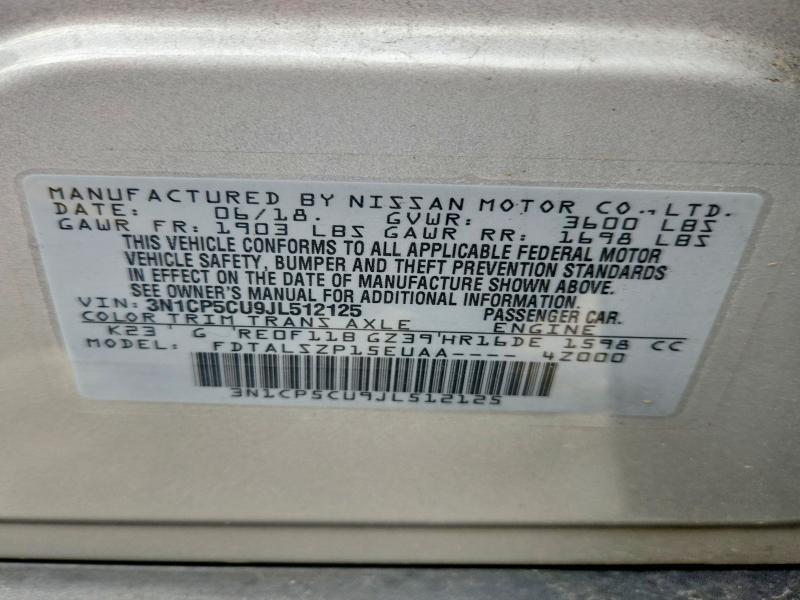 MANUFACTURED BY NISSAN MOTOR CO., LTD.
DATE: 06/18. GVWR: 3600 LBS
GAWR FR: 1903 LBS GAWR RR: 1698 LBS
THIS VEHICLE CONFORMS TO ALL APPLICABLE FEDERAL MOTOR
VEHICLE SAFETY, BUMPER AND THEFT PREVENTION STANDARDS
IN EFFECT ON THE DATE OF MANUFACTURE SHOWN ABOVE.
SEE OWNER'S MANUAL FOR ADDITIONAL INFORMATION.
VIN: 3N1CP5CU9JL512125 PASSENGER CAR.
COLOR TRIM TRANS AXLE ENGINE
K23' G 'RE0F11B GZ39'HR16DE 1598 CC
MODEL: FDTALSZP15EUAA---- 4Z000
3N1CP5CU9JL512125